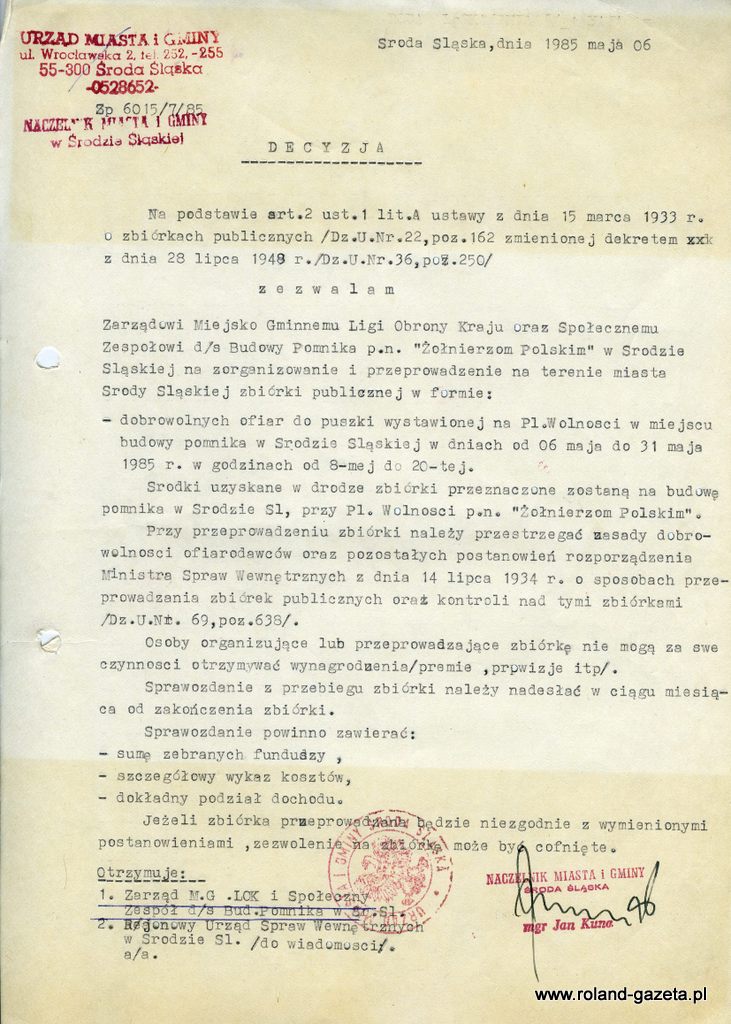 URZĄD MIASTA i GMINY
ul. Wrocławska 2, tel. 252, -255
55-300 Środa Śląska
-0528652-
Zp 6015/7/85
NACZELNIK MIASTA I GMINY
w Środzie Śląskiej
Sroda Sląska,dnia 1985 maja 06
D E C Y Z J A
Na podstawie art.2 ust.1 lit.A ustawy z dnia 15 marca 1933 r.
o zbiórkach publicznych /Dz.U.Nr.22,poz.162 zmienionej dekretem xxk
z dnia 28 lipca 1948 r./Dz.U.Nr.36,poz.250/
z e z w a l a m
Zarządowi Miejsko Gminnemu Ligi Obrony Kraju oraz Społecznemu
Zespołowi d/s Budowy Pomnika p.n. "Żołnierzom Polskim" w Srodzie
Sląskiej na zorganizowanie i przeprowadzenie na terenie miasta
Srody Sląskiej zbiórki publicznej w formie:
- dobrowolnych ofiar do puszki wystawionej na Pl.Wolnosci w miejscu
budowy pomnika w Srodzie Sląskiej w dniach od 06 maja do 31 maja
1985 r. w godzinach od 8-mej do 20-tej.
Srodki uzyskane w drodze zbiórki przeznaczone zostaną na budowę
pomnika w Srodzie Sl, przy Pl. Wolnosci p.n. "Żołnierzom Polskim".
Przy przeprowadzeniu zbiórki należy przestrzegać zasady dobro-
wolnosci ofiarodawców oraz pozostałych postanowień rozporządzenia
Ministra Spraw Wewnętrznych z dnia 14 lipca 1934 r. o sposobach prze-
prowadzania zbiórek publicznych oraz kontroli nad tymi zbiórkami
/Dz.U.Nr. 69,poz.638/.
Osoby organizujące lub przeprowadzające zbiórkę nie mogą za swe
czynnosci otrzymywać wynagrodzenia/premie ,prpwizje itp/.
Sprawozdanie z przebiegu zbiórki należy nadesłać w ciągu miesią-
ca od zakończenia zbiórki.
Sprawozdanie powinno zawierać:
- sumę zebranych fundudzy ,
- szczegółowy wykaz kosztów,
- dokładny podział dochodu.
Jeżeli zbiórka przeprowadzana będzie niezgodnie z wymienionymi
postanowieniami ,zezwolenie na zbiórkę może być cofnięte.
Otrzymuje:
1. Zarząd M.G .LOK i Społeczny
Zespół d/s Bud.Pomnika w Sr.Sl.
2. Rejonowy Urząd Spraw Wewnętrznych
w Srodzie Sl. /do wiadomosci/.
a/a.
NACZELNIK MIASTA i GMINY
ŚRODA ŚLĄSKA
mgr Jan Kuna
www.roland-gazeta.pl